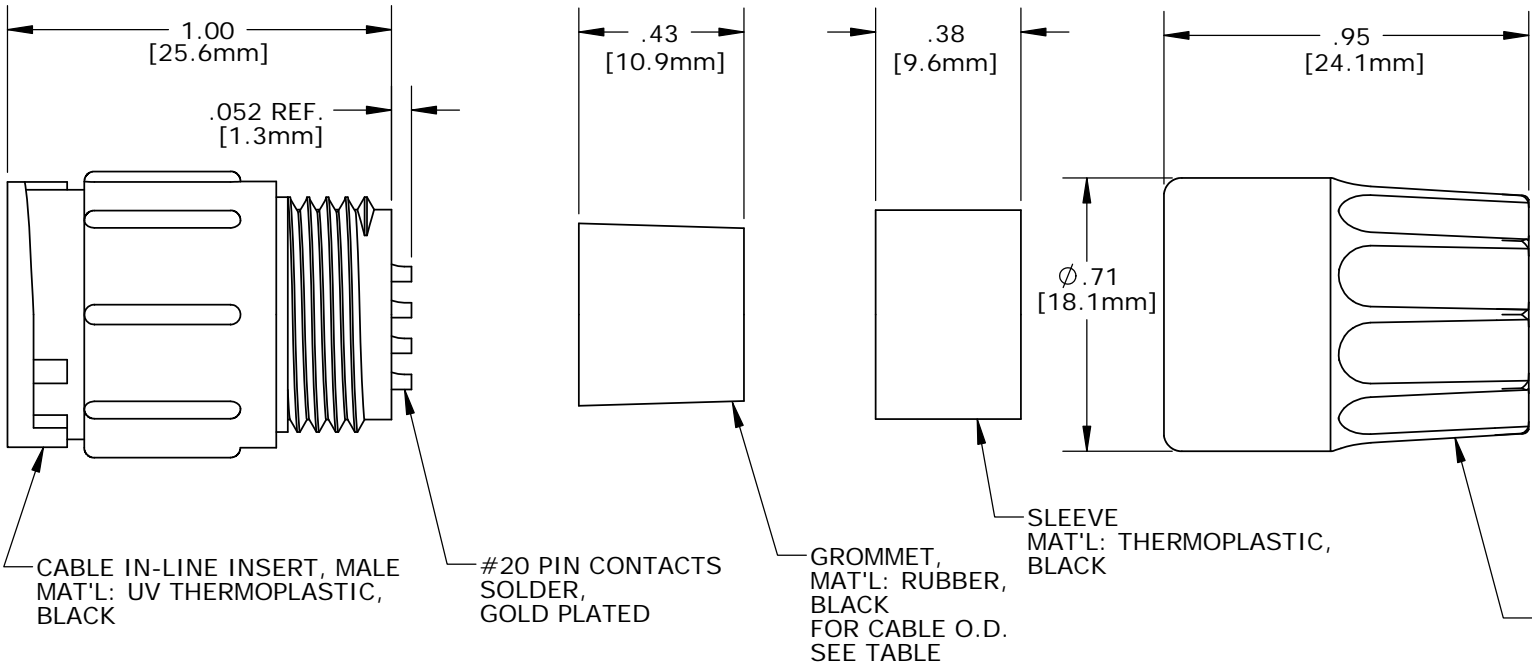 1.00
[25.6mm]
.43
[10.9mm]
.38
[9.6mm]
.95
[24.1mm]
.052 REF.
[1.3mm]
∅.71
[18.1mm]
CABLE IN-LINE INSERT, MALE
MAT'L: UV THERMOPLASTIC,
BLACK
#20 PIN CONTACTS
SOLDER,
GOLD PLATED
GROMMET,
MAT'L: RUBBER,
BLACK
FOR CABLE O.D.
SEE TABLE
SLEEVE
MAT'L: THERMOPLASTIC,
BLACK